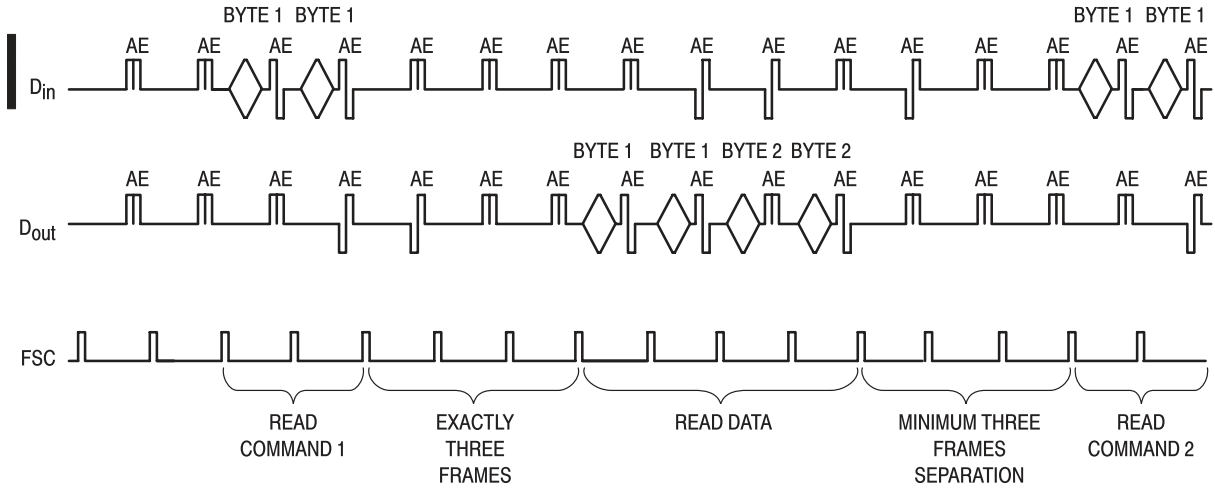 BYTE 1 BYTE 1 BYTE 1 BYTE 1
AE AE AE AE AE AE AE AE AE AE AE AE AE AE AE AE
Din
BYTE 1 BYTE 1 BYTE 2 BYTE 2
AE AE AE AE AE AE AE AE AE AE AE AE AE AE AE AE
Dout
FSC
READ
COMMAND 1
EXACTLY
THREE
FRAMES
READ DATA
MINIMUM THREE
FRAMES
SEPARATION
READ
COMMAND 2